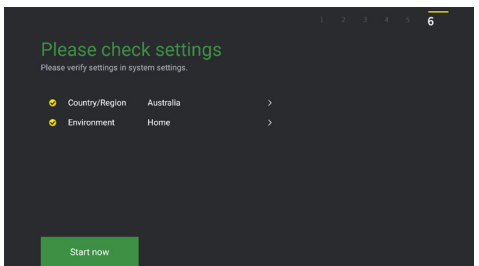 1 2 3 4 5 6
Please check settings
Please verify settings in system settings.
Country/Region Australia >
Environment Home >
Start now